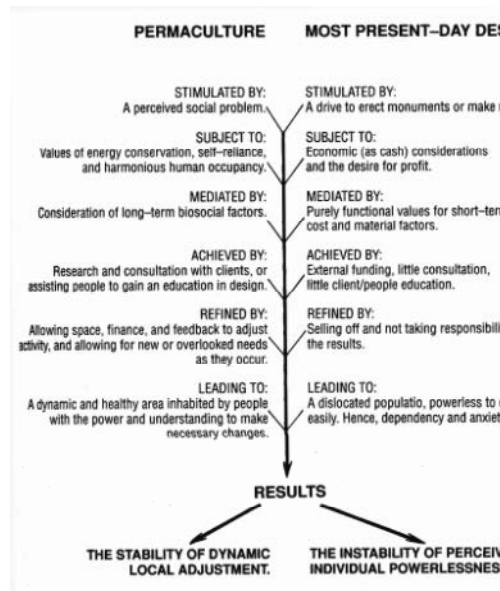 PERMACULTURE
STIMULATED BY:
A perceived social problem.
SUBJECT TO:
Values of energy conservation, self–reliance,
and harmonious human occupancy.
MEDIATED BY:
Consideration of long–term biosocial factors.
ACHIEVED BY:
Research and consultation with clients, or
assisting people to gain an education in design.
REFINED BY:
Allowing space, finance, and feedback to adjust
activity, and allowing for new or overlooked needs
as they occur.
LEADING TO:
A dynamic and healthy area inhabited by people
with the power and understanding to make
necessary changes.
MOST PRESENT–DAY
STIMULATED BY:
A drive to erect monuments or make
SUBJECT TO:
Economic (as cash) considerations
and the desire for profit.
MEDIATED BY:
Purely functional values for
cost and material factors.
ACHIEVED BY:
External funding, little consultation,
little client/people education.
REFINED BY:
Selling off and not taking
the results.
LEADING TO:
A dislocated populatio, powerless to
easily. Hence, dependency and
RESULTS
THE STABILITY OF DYNAMIC
LOCAL ADJUSTMENT.
THE INSTABILITY OF
INDIVIDUAL